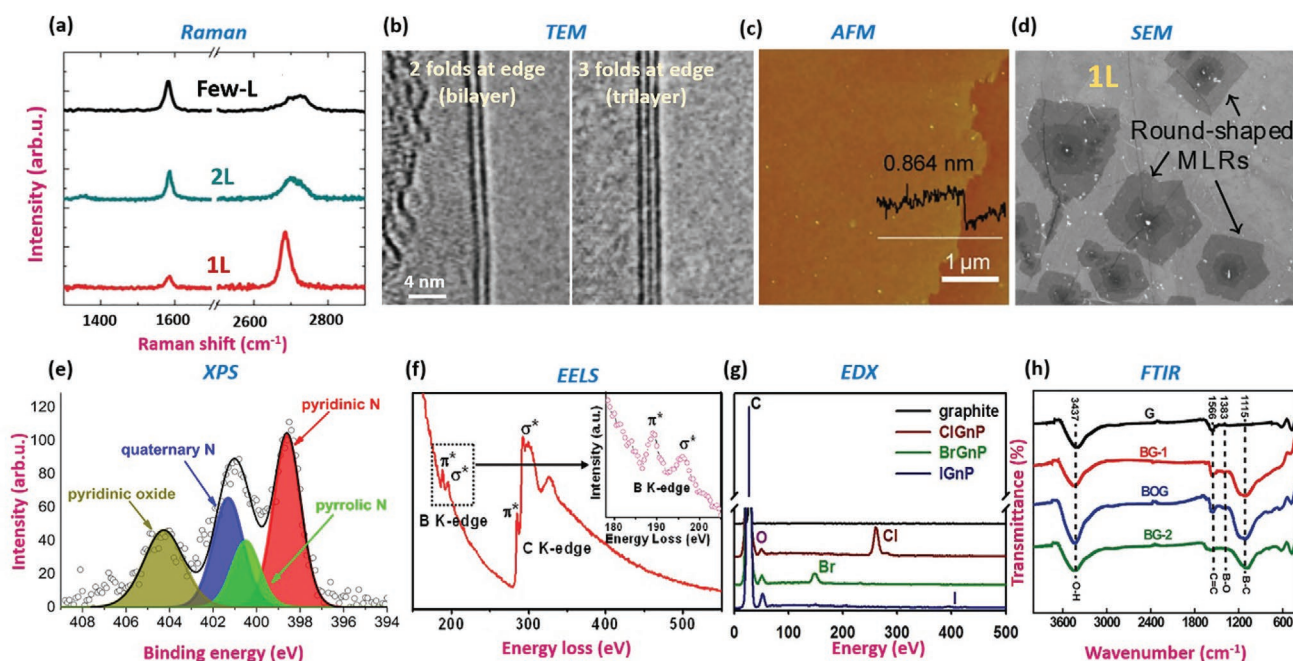 (a)
Raman
Few-L
2L
1L
Intensity (arb.u.)
1400 1600 2600 2800
Raman shift (cm⁻¹)
(b)
TEM
2 folds at edge
(bilayer)
3 folds at edge
(trilayer)
4 nm
(c)
AFM
0.864 nm
1 µm
(d)
SEM
1L
Round-shaped
MLRs
(e)
XPS
120
100
80
60
40
20
0
Intensity (arb.u.)
pyridinic N
quaternary N
pyridinic oxide
pyrrolic N
408 406 404 402 400 398 396 394
Binding energy (eV)
(f)
EELS
π*
σ*
B K-edge
π*
σ*
C K-edge
Intensity (a.u.)
π*
σ*
B K-edge
180 190 200
Energy Loss (eV)
200 300 400 500
Energy loss (eV)
(g)
EDX
C
graphite
ClGnP
BrGnP
IGnP
O
Cl
Br
I
0 100 200 300 400 500
Energy (eV)
(h)
FTIR
3437
1566
1383
1115
G
BG-1
BOG
BG-2
O-H
C=C
B-O
B-C
Transmittance (%)
3600 3000 2400 1800 1200 600
Wavenumber (cm⁻¹)